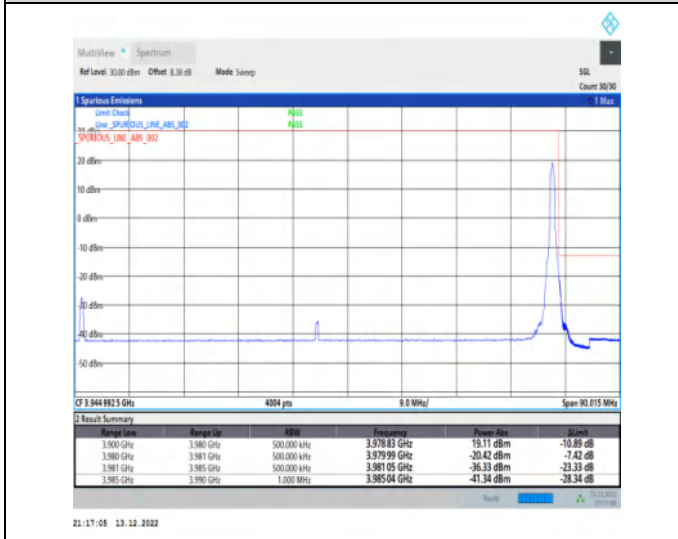 MultiView Spectrum
Ref Level 30.00 dBm Offset 8.38 dB Mode Sweep SGL
Count 30/30
1 Spurious Emissions 1 Max
Limit Check PASS
Line _SPURIOUS_LINE_ABS_002 PASS
30 dBm
SPURIOUS_LINE_ABS_002
20 dBm
10 dBm
0 dBm
-10 dBm
-20 dBm
-30 dBm
-40 dBm
-50 dBm
CF 3.944 992 5 GHz 4004 pts 9.0 MHz/ Span 90.015 MHz
2 Result Summary
Range Low Range Up RBW Frequency Power Abs ΔLimit
3.900 GHz 3.980 GHz 500.000 kHz 3.978 83 GHz 19.11 dBm -10.89 dB
3.980 GHz 3.981 GHz 500.000 kHz 3.979 99 GHz -20.42 dBm -7.42 dB
3.981 GHz 3.985 GHz 500.000 kHz 3.981 05 GHz -36.33 dBm -23.33 dB
3.985 GHz 3.990 GHz 1.000 MHz 3.985 04 GHz -41.34 dBm -28.34 dB
Ready 13.12.2022
21:17:05
21:17:05 13.12.2022